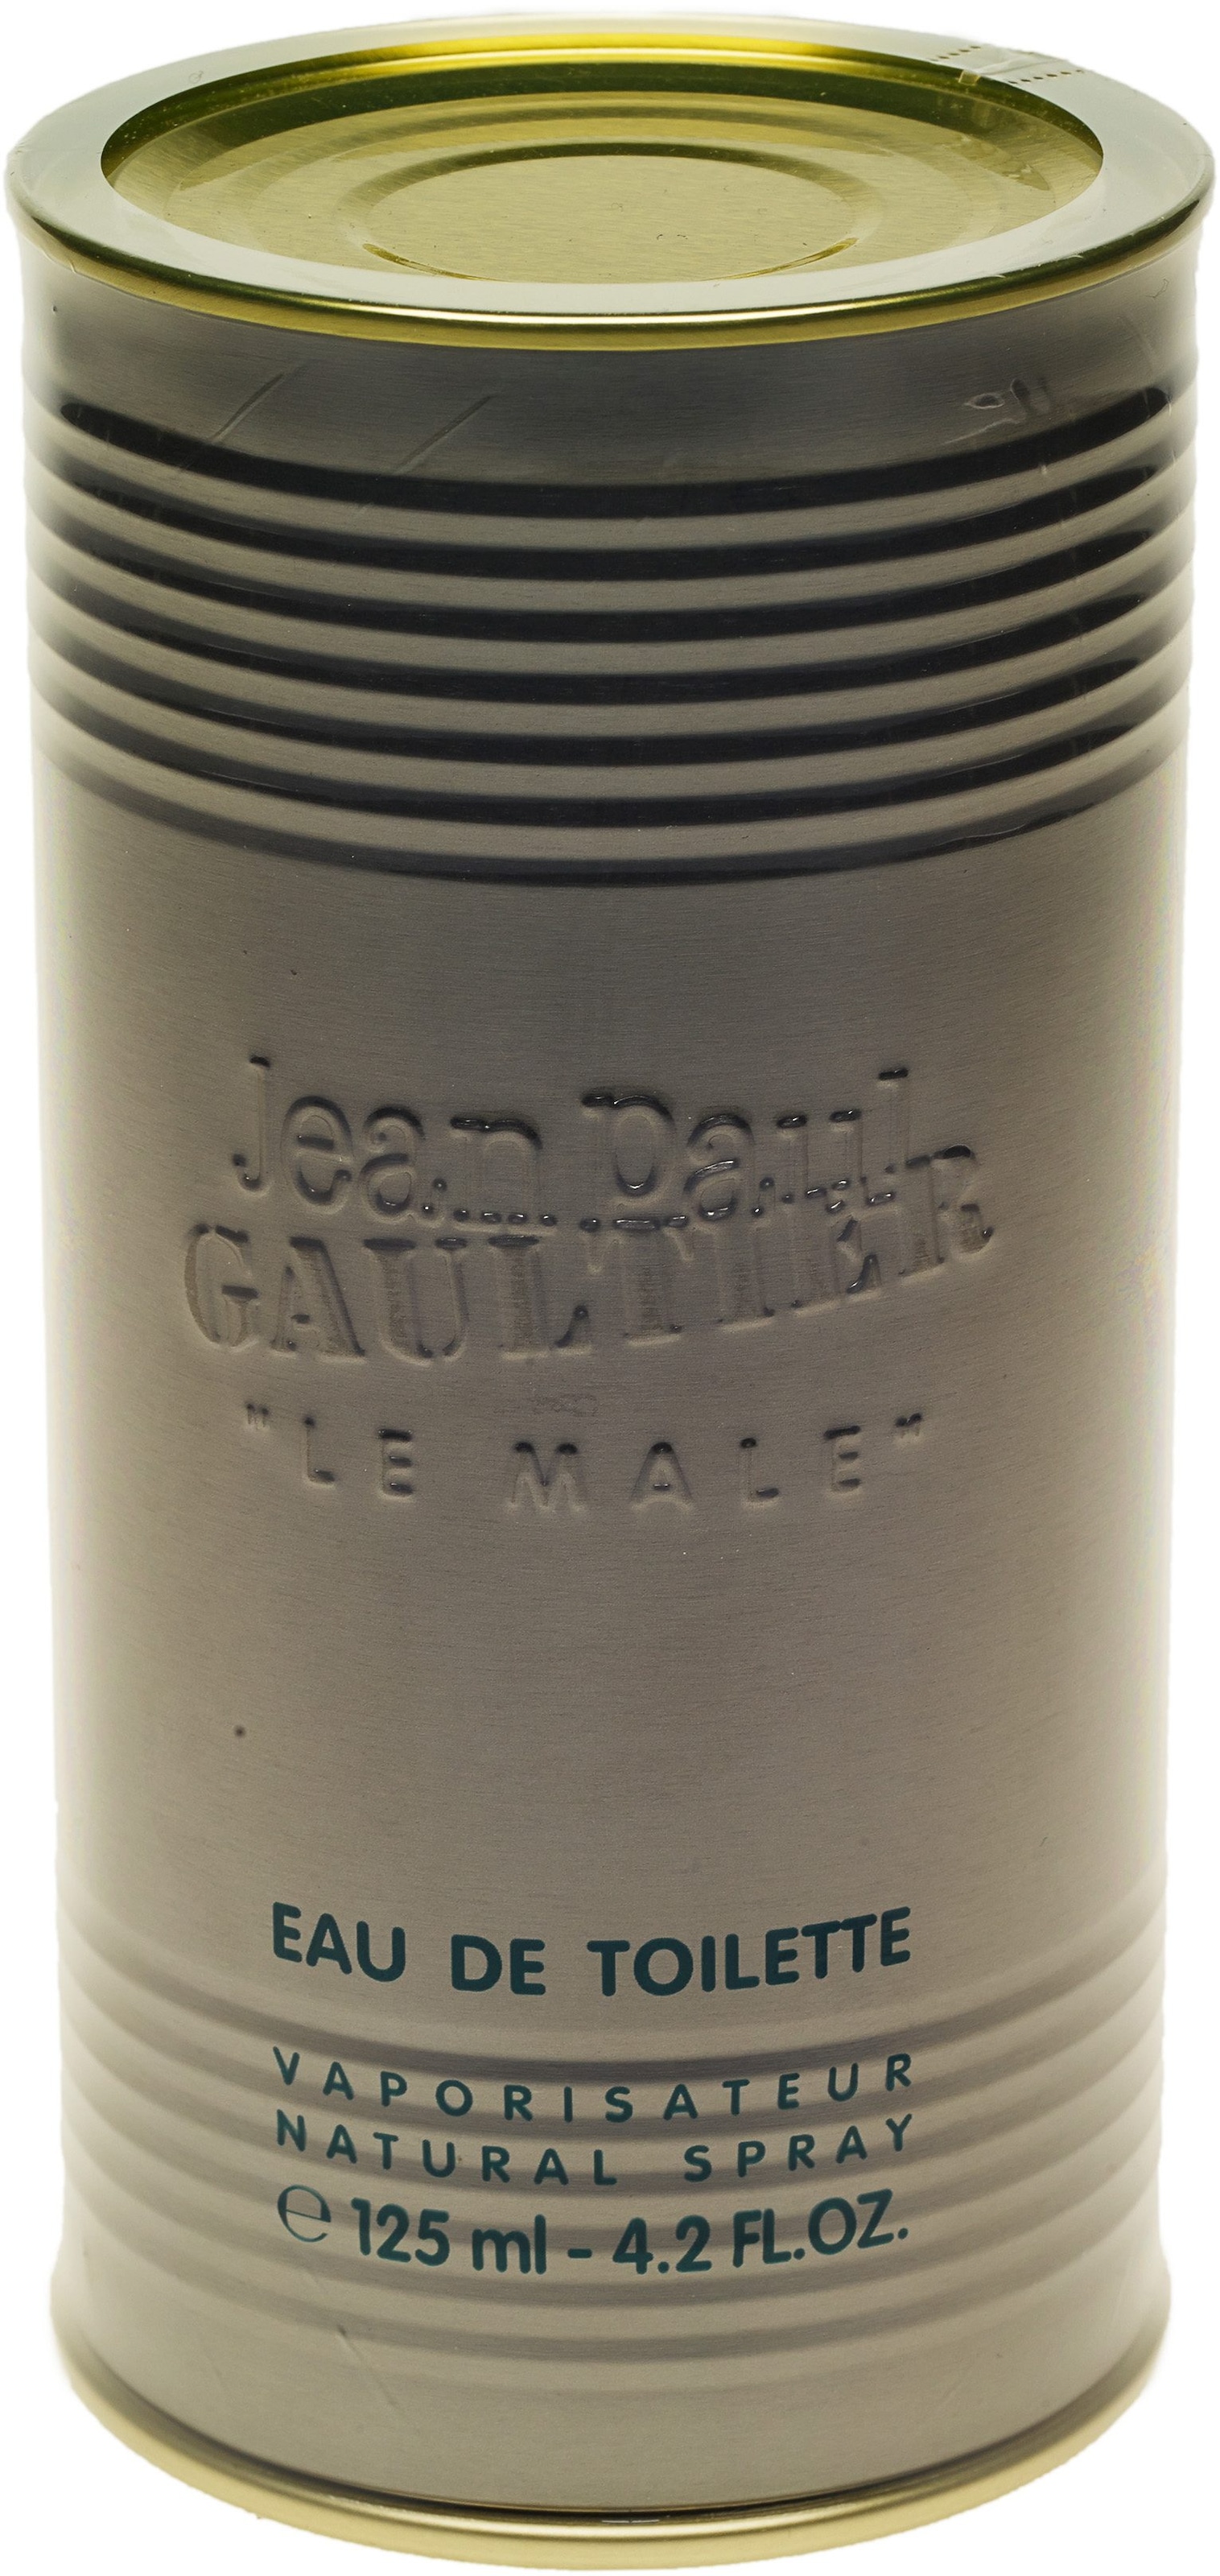 Jean Paul
GAULTIER
"LE MALE"
EAU DE TOILETTE
VAPORISATEUR
NATURAL SPRAY
℮ 125 ml - 4.2 FL.OZ.